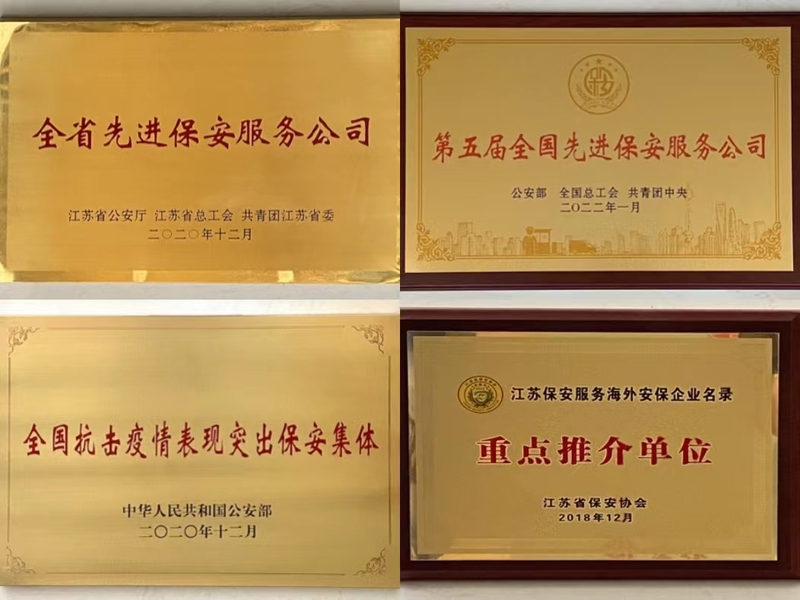 全省先进保安服务公司
江苏省公安厅 江苏省总工会 共青团江苏省委
二〇二〇年十二月
第五届全国先进保安服务公司
公安部 全国总工会 共青团中央
二〇二二年一月
全国抗击疫情表现突出保安集体
中华人民共和国公安部
二〇二〇年十二月
江苏保安服务海外安保企业名录
重点推介单位
江苏省保安协会
2018年12月